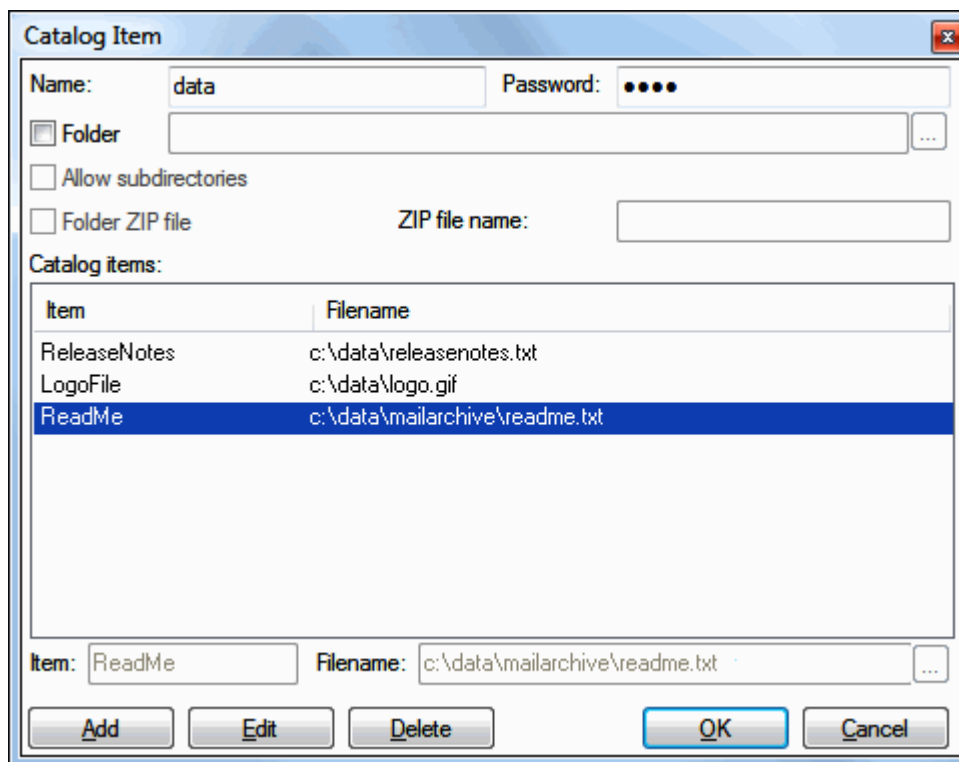 Catalog Item
Name: data Password: ••••
Folder ...
Allow subdirectories
Folder ZIP file ZIP file name:
Catalog items:
Item Filename
ReleaseNotes c:\data\releasenotes.txt
LogoFile c:\data\logo.gif
ReadMe c:\data\mailarchive\readme.txt
Item: ReadMe Filename: c:\data\mailarchive\readme.txt ...
Add Edit Delete OK Cancel